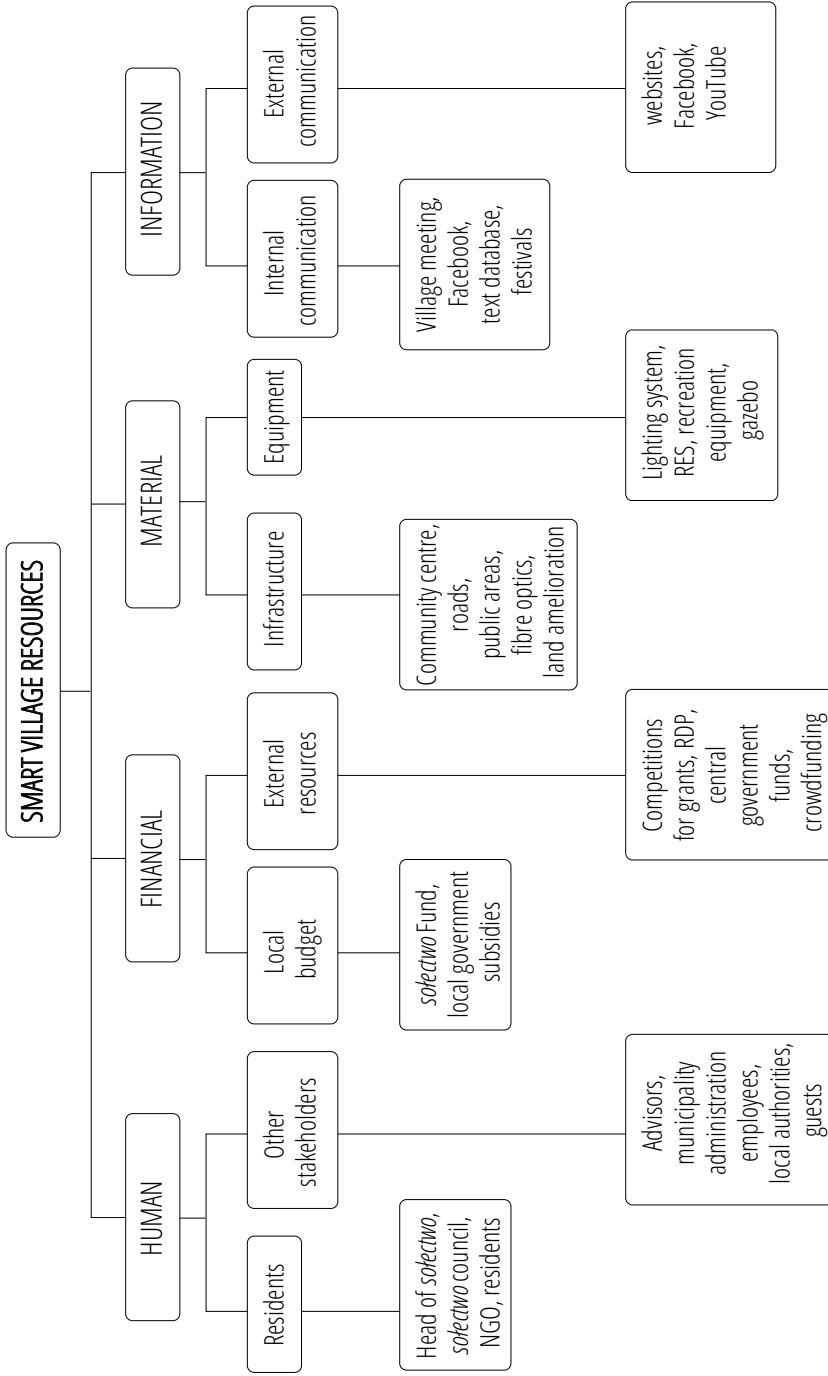 SMART VILLAGE RESOURCES
HUMAN
FINANCIAL
MATERIAL
INFORMATION
Residents
Other
stakeholders
Local
budget
External
resources
Infrastructure
Equipment
Internal
communication
External
communication
Head of sołectwo,
sołectwo council,
NGO, residents
sołectwo Fund,
local government
subsidies
Community centre,
roads,
public areas,
fibre optics,
land amelioration
Village meeting,
Facebook,
text database,
festivals
Advisors,
municipality
administration
employees,
local authorities,
guests
Competitions
for grants, RDP,
central
government
funds,
crowdfunding
Lighting system,
RES, recreation
equipment,
gazebo
websites,
Facebook,
YouTube